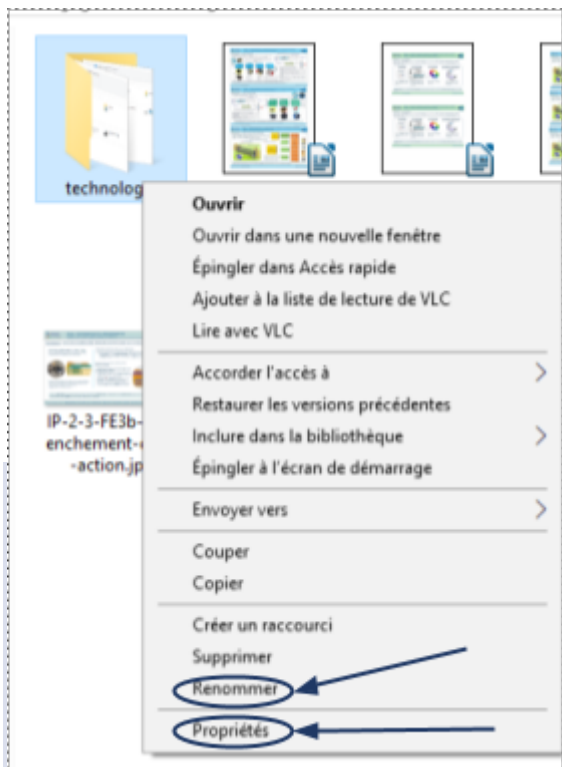 technolog
Ouvrir
Ouvrir dans une nouvelle fenêtre
Épingler dans Accès rapide
Ajouter à la liste de lecture de VLC
Lire avec VLC
Accorder l'accès à
Restaurer les versions précédentes
Inclure dans la bibliothèque
Épingler à l'écran de démarrage
Envoyer vers
Couper
Copier
Créer un raccourci
Supprimer
Renommer
Propriétés
IP-2-3-FE3b-
enchement-
-action.jp